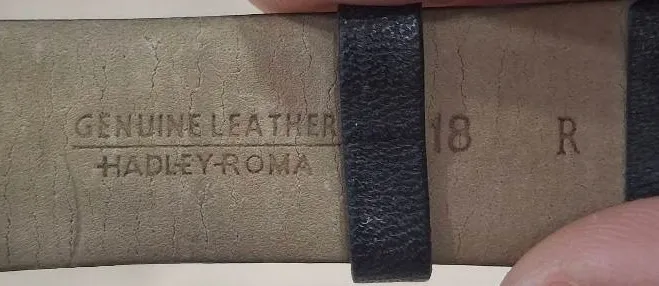 GENUINE LEATHER
HADLEY-ROMA
18 R